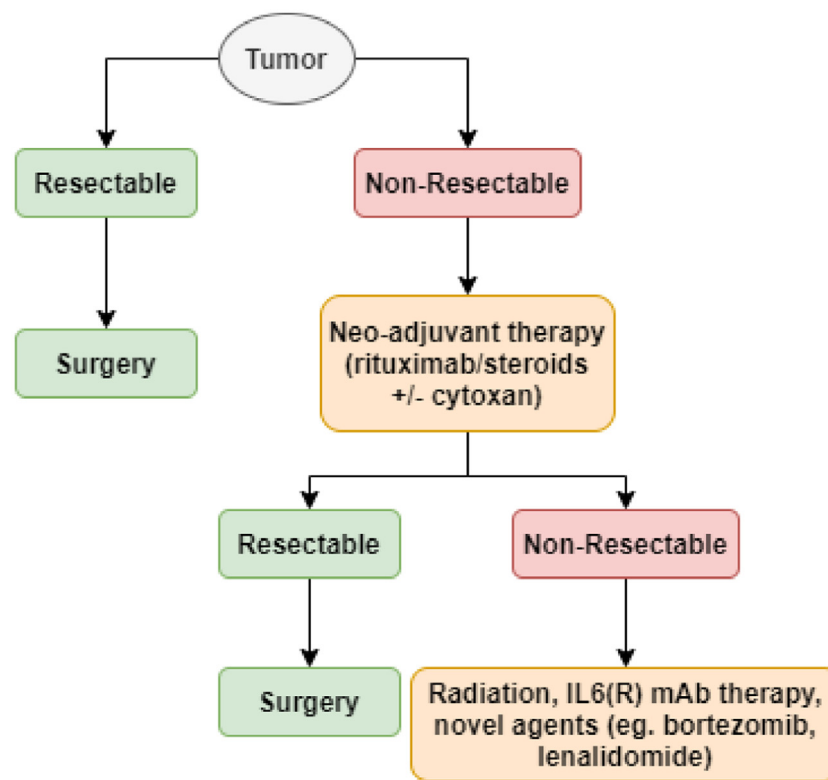 Tumor
Resectable
Non-Resectable
Surgery
Neo-adjuvant therapy
(rituximab/steroids
+/- cytoxan)
Resectable
Non-Resectable
Surgery
Radiation, IL6(R) mAb therapy,
novel agents (eg. bortezomib,
lenalidomide)